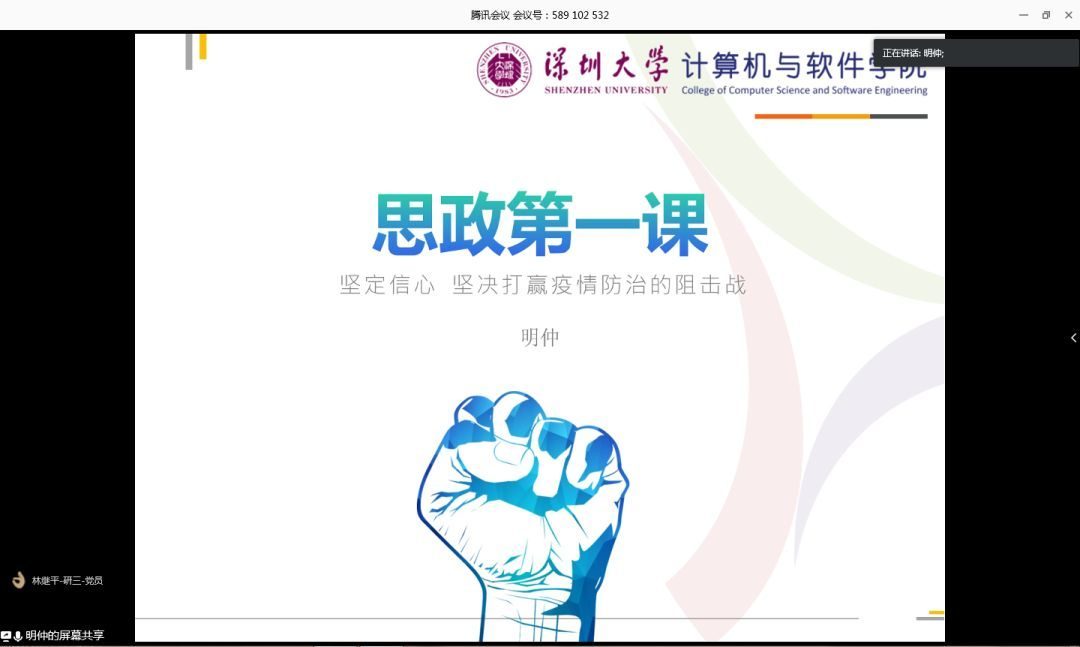 腾讯会议 会议号：589 102 532
正在讲话: 明仲;
深圳大学 计算机与软件学院
SHENZHEN UNIVERSITY College of Computer Science and Software Engineering
SHENZHEN UNIVERSITY
1983
思政第一课
坚定信心 坚决打赢疫情防治的阻击战
明仲
林继平-研三-党员
明仲的屏幕共享